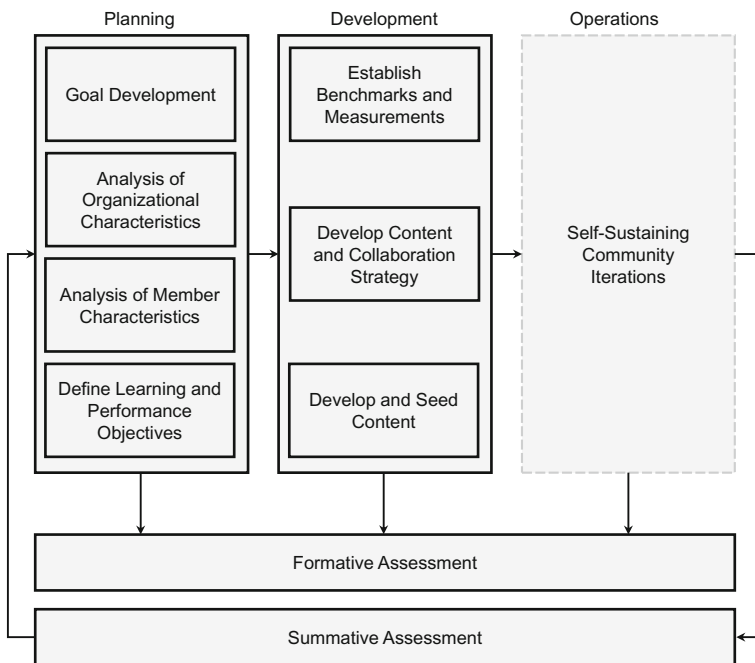 Planning
Development
Operations
Goal Development
Analysis of
Organizational
Characteristics
Analysis of Member
Characteristics
Define Learning and
Performance
Objectives
Establish
Benchmarks and
Measurements
Develop Content
and Collaboration
Strategy
Develop and Seed
Content
Self-Sustaining
Community
Iterations
Formative Assessment
Summative Assessment